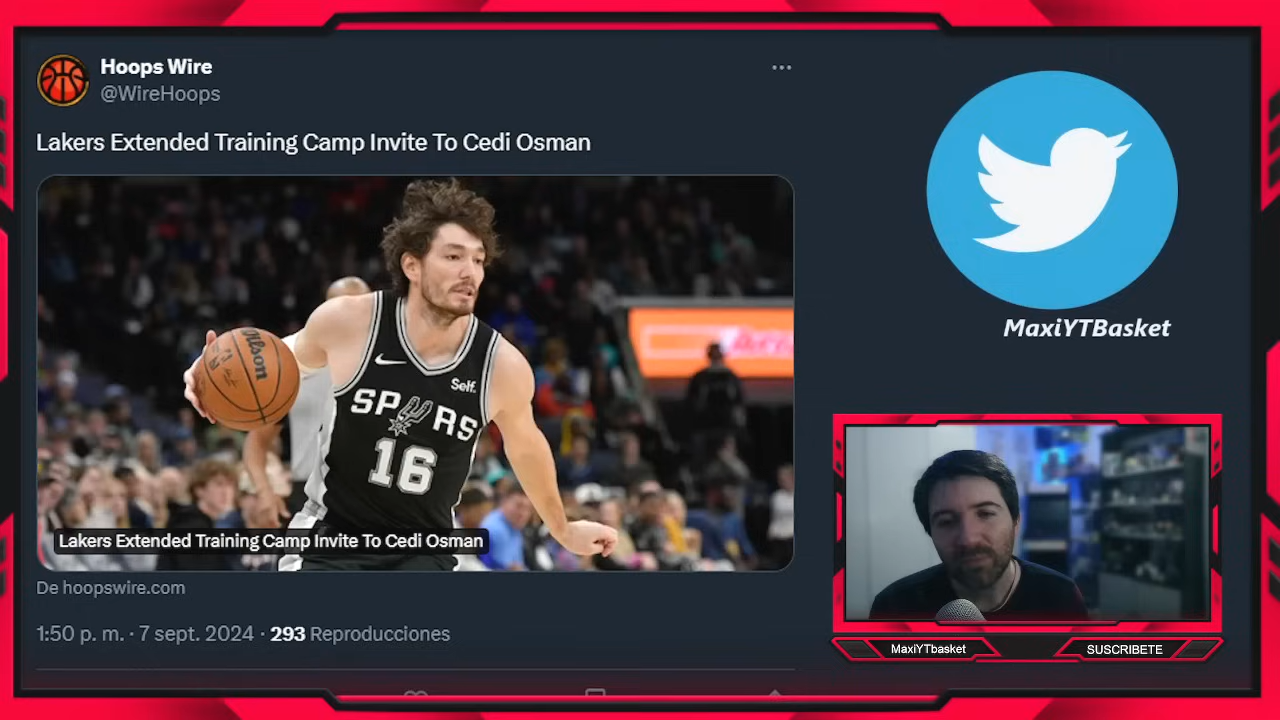 Hoops Wire
@WireHoops
Lakers Extended Training Camp Invite To Cedi Osman
Wilson
Self.
SPURS
16
Lakers Extended Training Camp Invite To Cedi Osman
De hoopswire.com
1:50 p. m. · 7 sept. 2024 · 293 Reproducciones
MaxiYTBasket
MaxiYTbasket
SUSCRIBETE